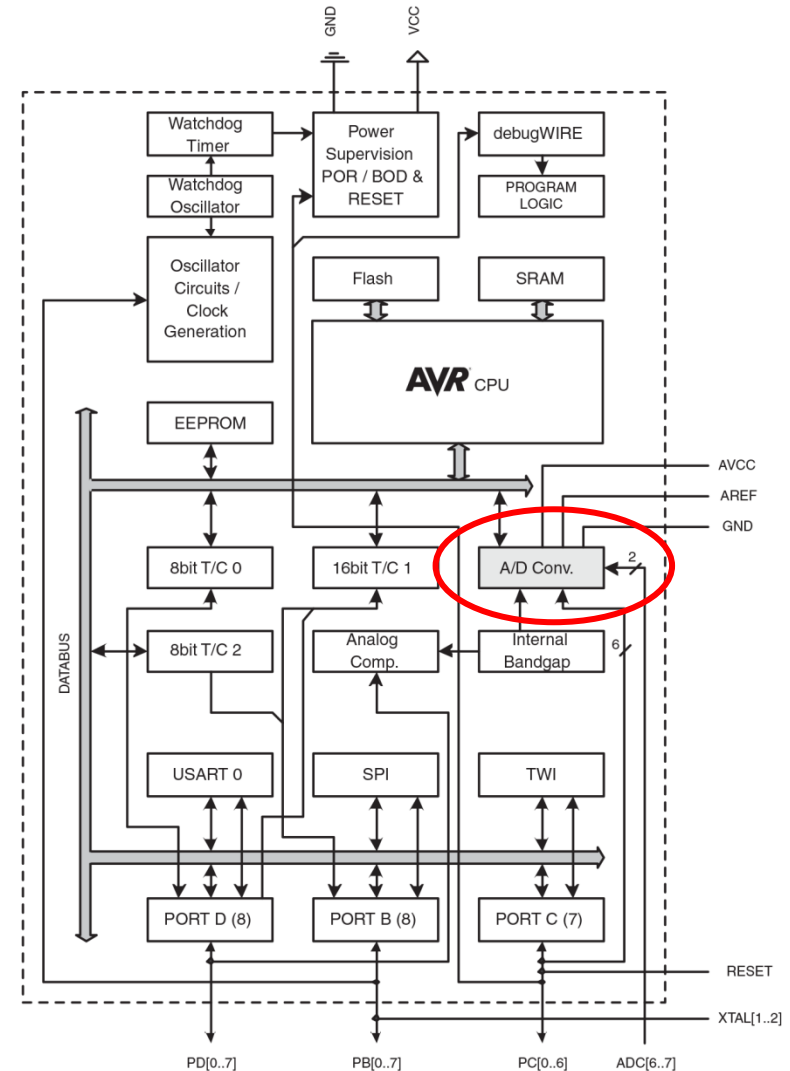 GND
VCC
Watchdog
Timer
Power
Supervision
POR / BOD &
RESET
debugWIRE
Watchdog
Oscillator
PROGRAM
LOGIC
Oscillator
Circuits /
Clock
Generation
Flash
SRAM
AVR CPU
EEPROM
AVCC
AREF
GND
8bit T/C 0
16bit T/C 1
A/D Conv.
2
8bit T/C 2
Analog
Comp.
Internal
Bandgap
6
DATABUS
USART 0
SPI
TWI
PORT D (8)
PORT B (8)
PORT C (7)
RESET
XTAL[1..2]
PD[0..7]
PB[0..7]
PC[0..6]
ADC[6..7]